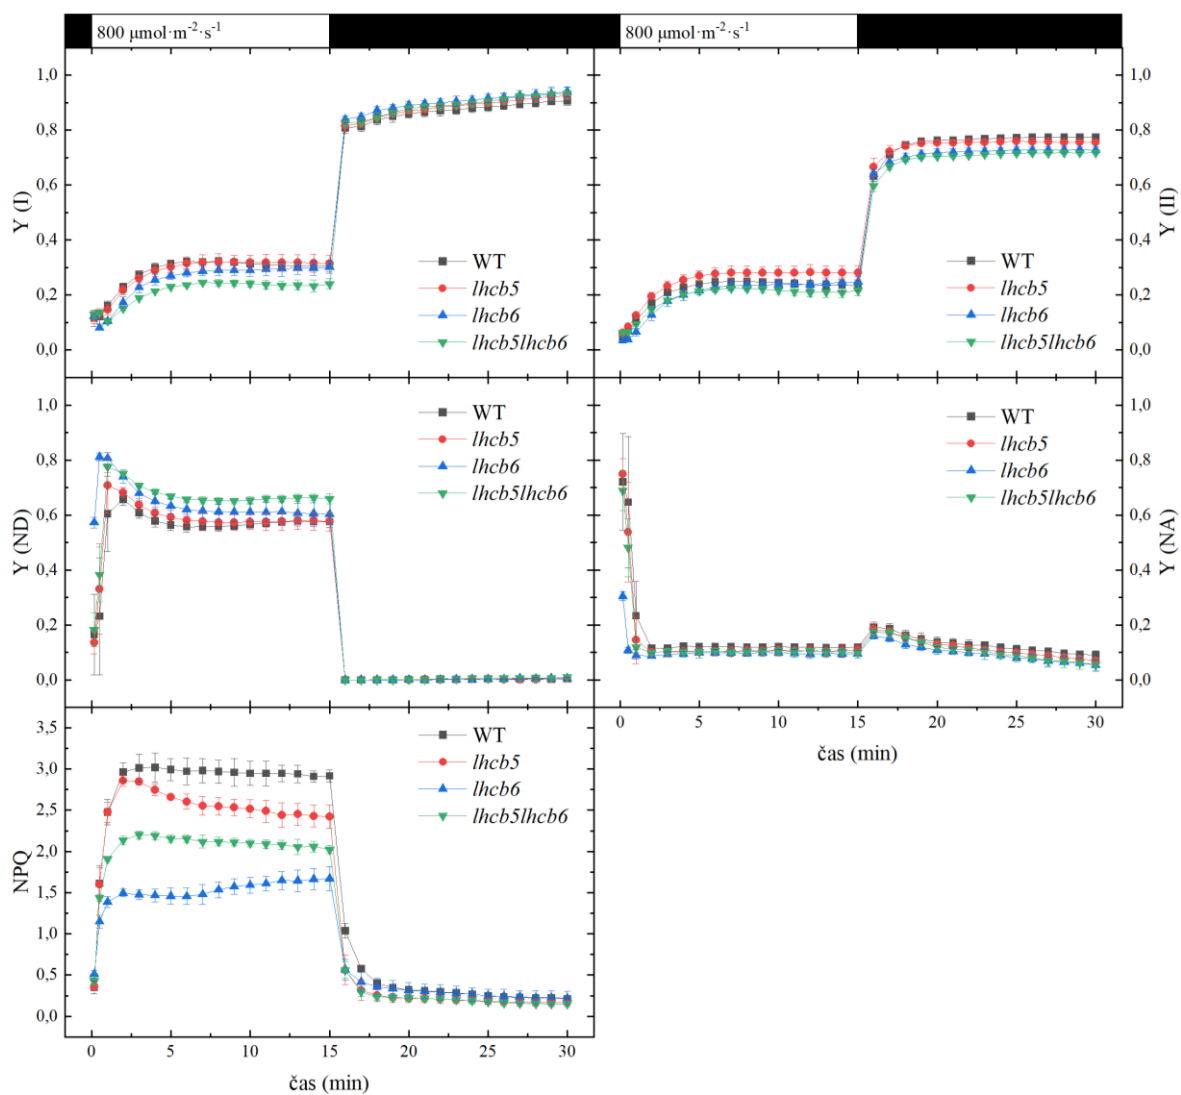 800 μmol·m⁻²·s⁻¹
800 μmol·m⁻²·s⁻¹
Y (I)
1,0
0,8
0,6
0,4
0,2
0,0
WT
lhcb5
lhcb6
lhcb5lhcb6
WT
lhcb5
lhcb6
lhcb5lhcb6
1,0
0,8
0,6
0,4
0,2
0,0
Y (II)
Y (ND)
1,0
0,8
0,6
0,4
0,2
0,0
WT
lhcb5
lhcb6
lhcb5lhcb6
WT
lhcb5
lhcb6
lhcb5lhcb6
1,0
0,8
0,6
0,4
0,2
0,0
Y (NA)
0 5 10 15 20 25 30
čas (min)
NPQ
3,5
3,0
2,5
2,0
1,5
1,0
0,5
0,0
WT
lhcb5
lhcb6
lhcb5lhcb6
0 5 10 15 20 25 30
čas (min)